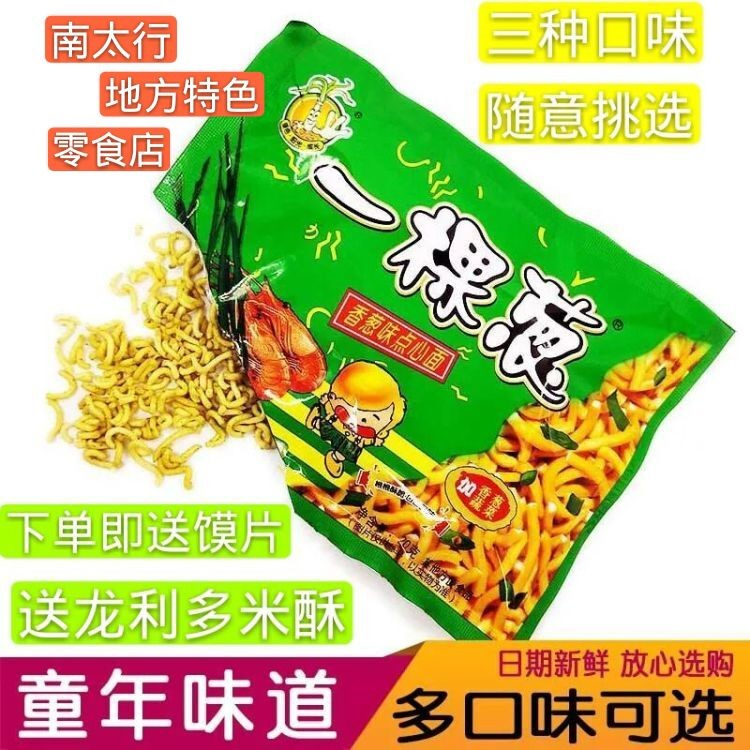 南太行
地方特色
零食店
三种口味
随意挑选
一棵葱
®
®
香葱味点心面
加
下单即送馍片
送龙利多米酥
童年味道
日期新鲜 放心选购
多口味可选